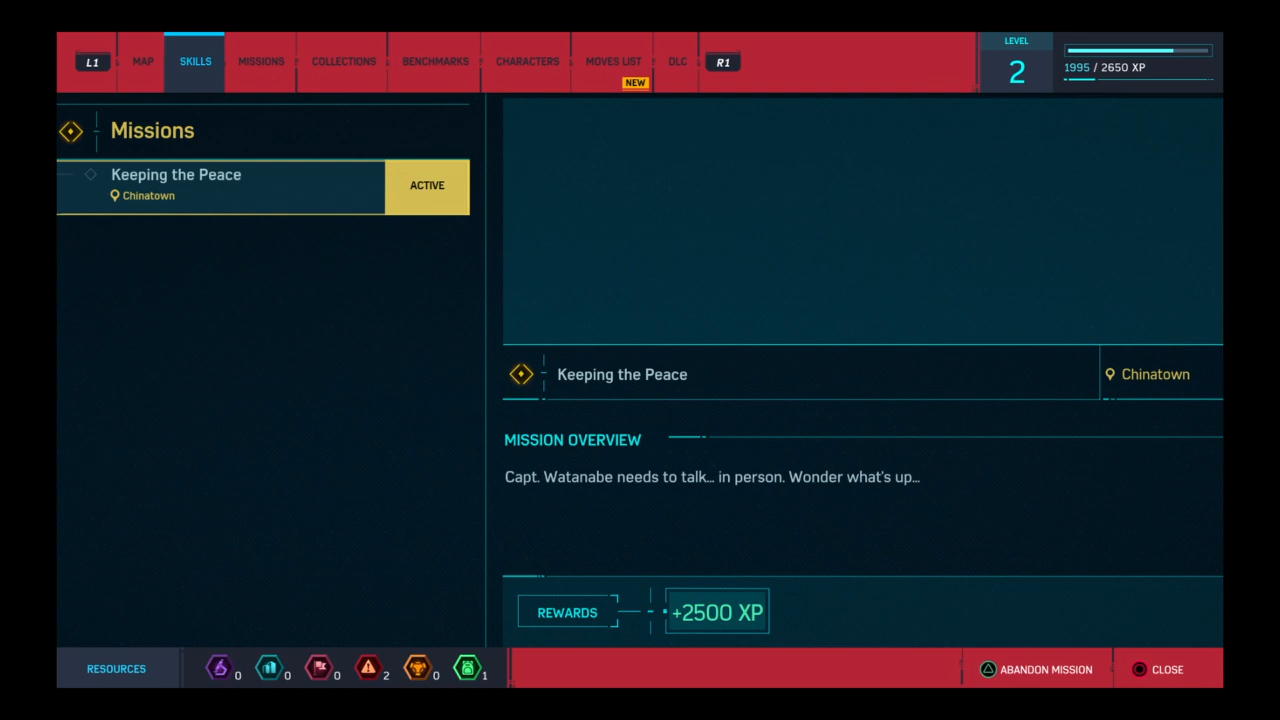 L1
MAP
SKILLS
MISSIONS
COLLECTIONS
BENCHMARKS
CHARACTERS
MOVES LIST
NEW
DLC
R1
LEVEL
2
1995 / 2650 XP
Missions
Keeping the Peace
Chinatown
ACTIVE
Keeping the Peace
Chinatown
MISSION OVERVIEW
Capt. Watanabe needs to talk... in person. Wonder what's up...
REWARDS
+2500 XP
RESOURCES
0
0
0
2
0
1
ABANDON MISSION
CLOSE